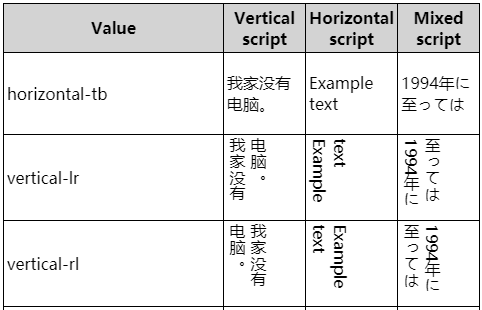 Value
Vertical
script
Horizontal
script
Mixed
script
horizontal-tb
我家没有
电脑。
Example
text
1994年に
至っては
vertical-lr
我家没有
电脑。
Example
text
1994年に
至っては
vertical-rl
我家没有
电脑。
Example
text
1994年に
至っては